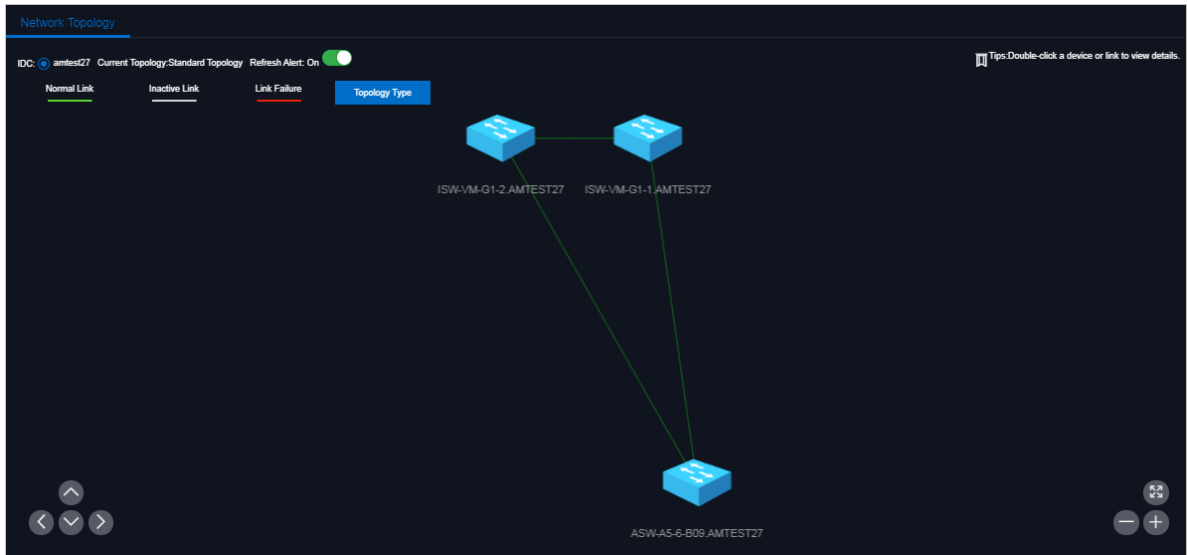 Network Topology
IDC: amtest27 Current Topology:Standard Topology Refresh Alert: On
Tips:Double-click a device or link to view details.
Normal Link Inactive Link Link Failure Topology Type
ISW-VM-G1-2.AMTEST27 ISW-VM-G1-1.AMTEST27
ASW-A5-6-B09.AMTEST27